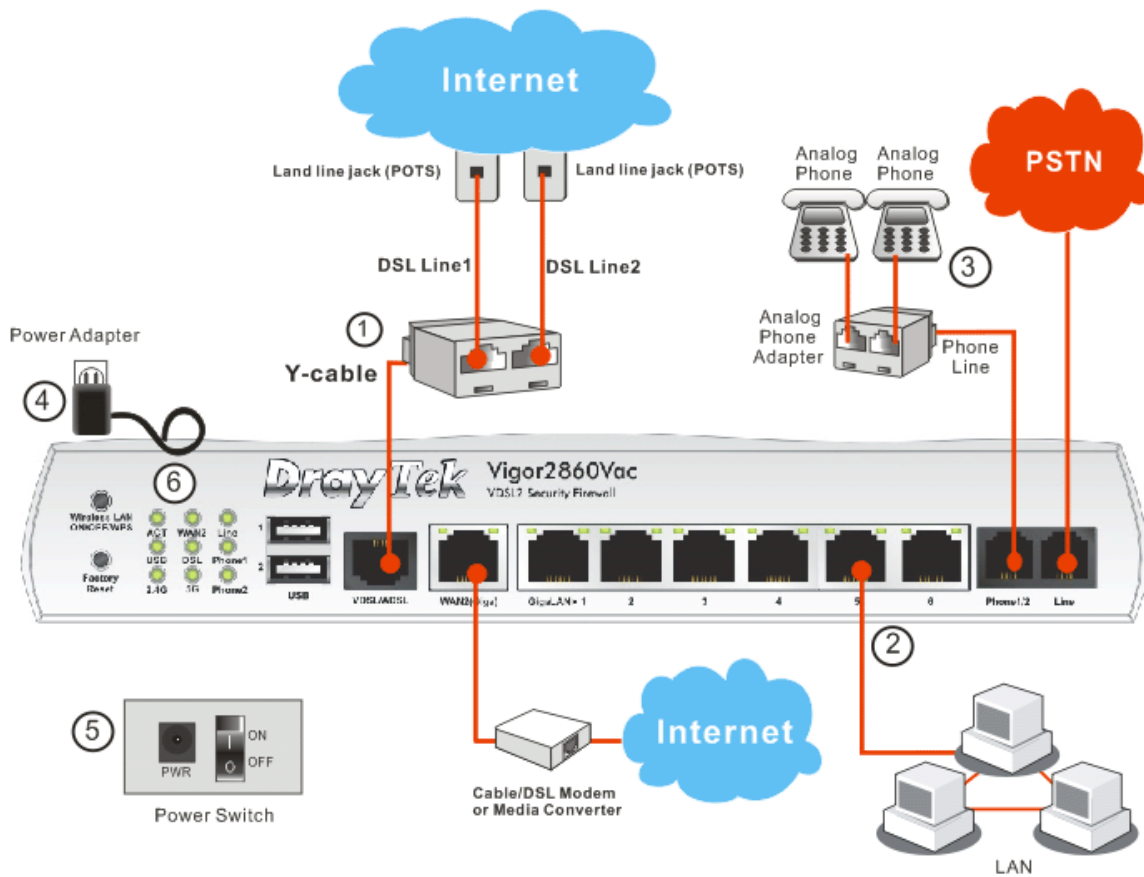 Internet
Land line jack (POTS)
Land line jack (POTS)
DSL Line1
DSL Line2
Analog
Phone
Analog
Phone
PSTN
3
1
Y-cable
Analog
Phone
Adapter
Phone
Line
Power Adapter
4
6
DrayTek
Vigor2860Vac
VDSL2 Security Firewall
Wireless LAN
ON/OFF/WPS
Factory
Reset
ACT WAN2 Line
USB DSL Phone1
2.4G 5G Phone2
1
2
USB
VDSL/ADSL
WAN2(Giga)
GigaLAN 1 2 3 4 5 6
Phone1/2
Line
2
5
PWR
ON
I
O
OFF
Power Switch
Cable/DSL Modem
or Media Converter
Internet
LAN